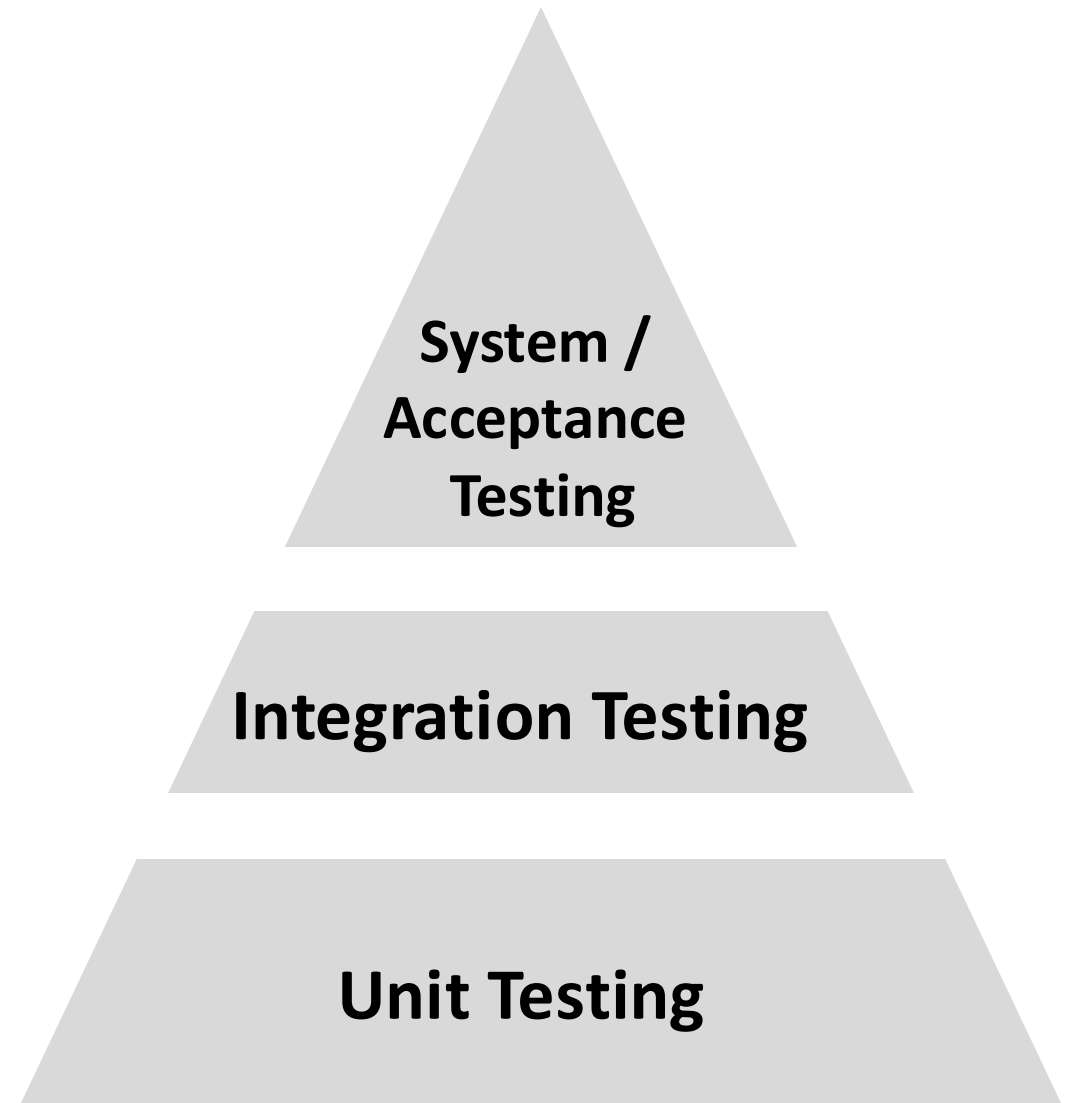 System /
Acceptance
Testing
Integration Testing
Unit Testing